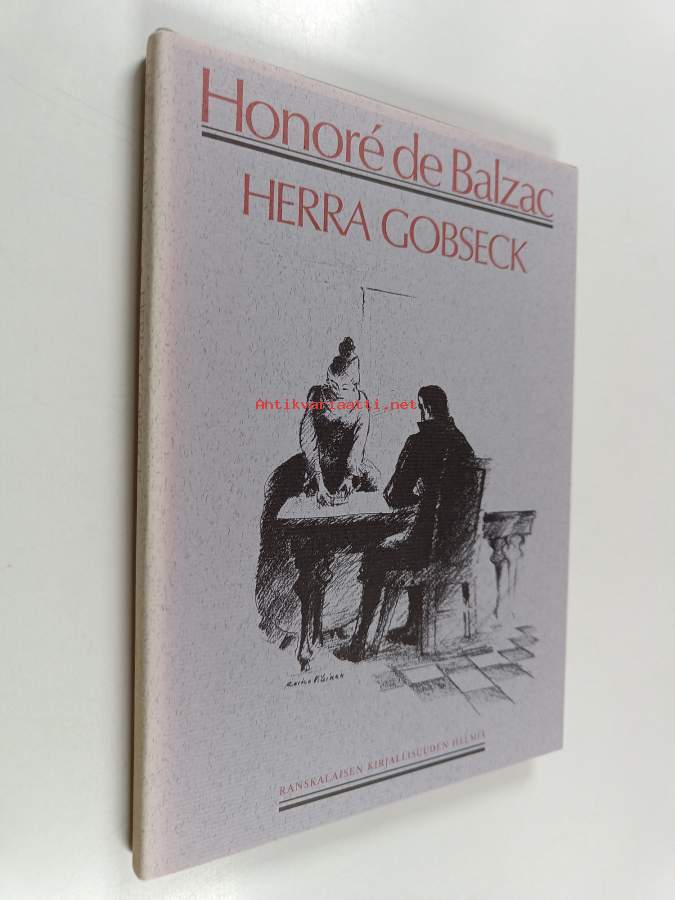 Honoré de Balzac
HERRA GOBSECK
Antikvariaatti.net
RANSKALAISEN KIRJALLISUUDEN HELMIÄ